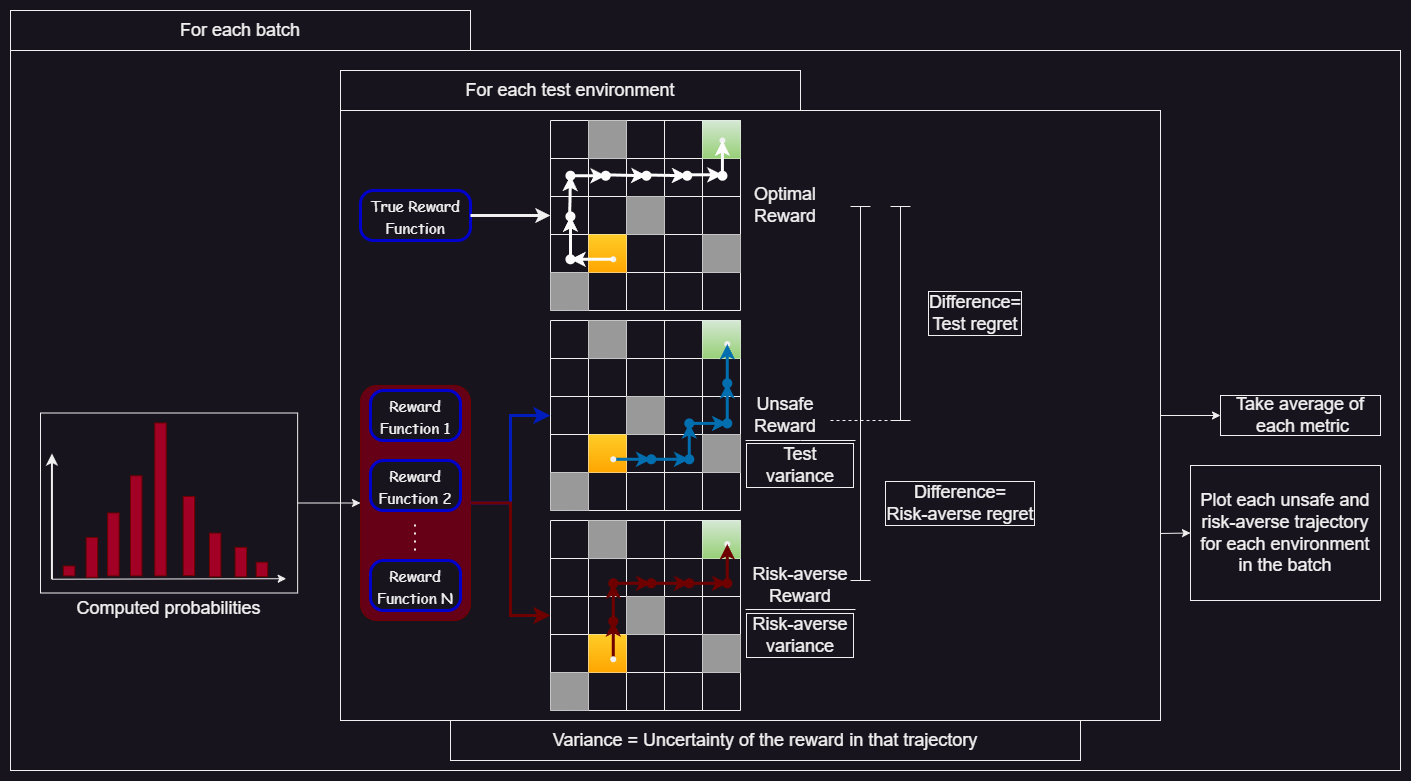 For each batch
For each test environment
True Reward
Function
Optimal
Reward
Difference=
Test regret
Reward
Function 1
Reward
Function 2
Reward
Function N
Unsafe
Reward
Test
variance
Difference=
Risk-averse regret
Risk-averse
Reward
Risk-averse
variance
Computed probabilities
Take average of
each metric
Plot each unsafe and
risk-averse trajectory
for each environment
in the batch
Variance = Uncertainty of the reward in that trajectory